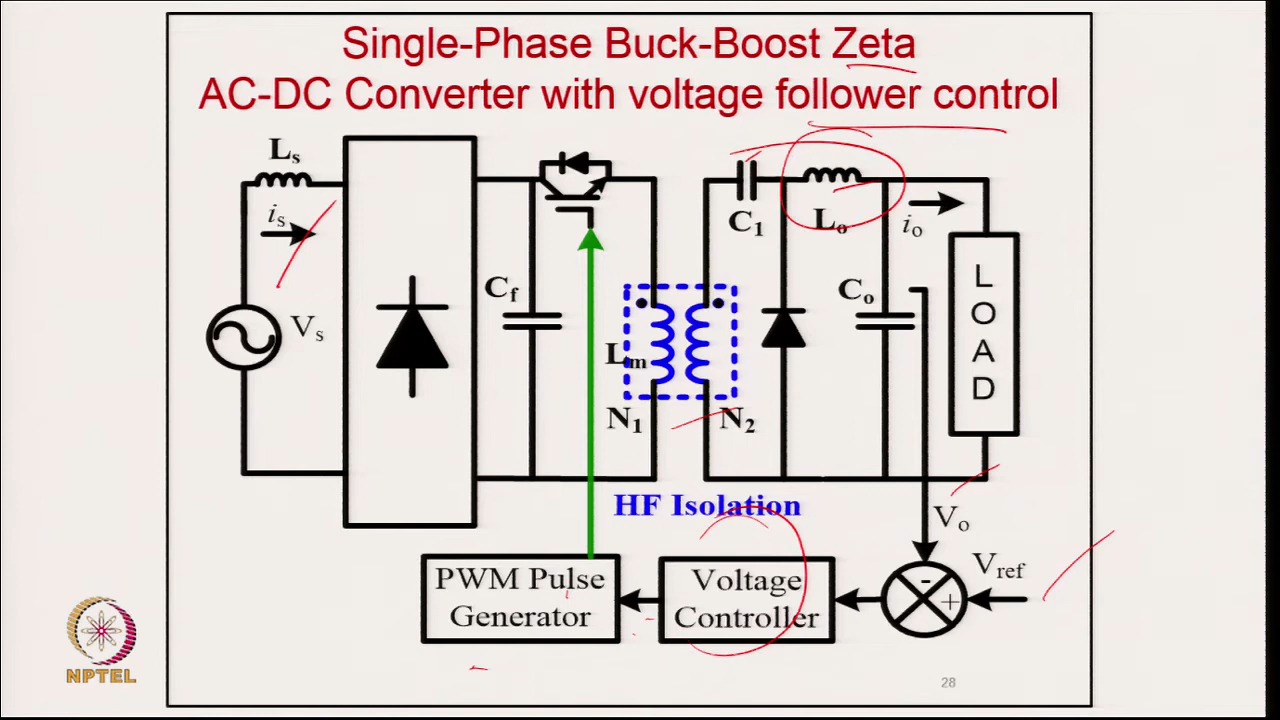 Single-Phase Buck-Boost Zeta
AC-DC Converter with voltage follower control
Ls
is
Vs
Cf
Lm
N1
N2
HF Isolation
C1
Lo
io
Co
LOAD
Vo
Vref
-
+
PWM Pulse
Generator
Voltage
Controller
NPTEL
28